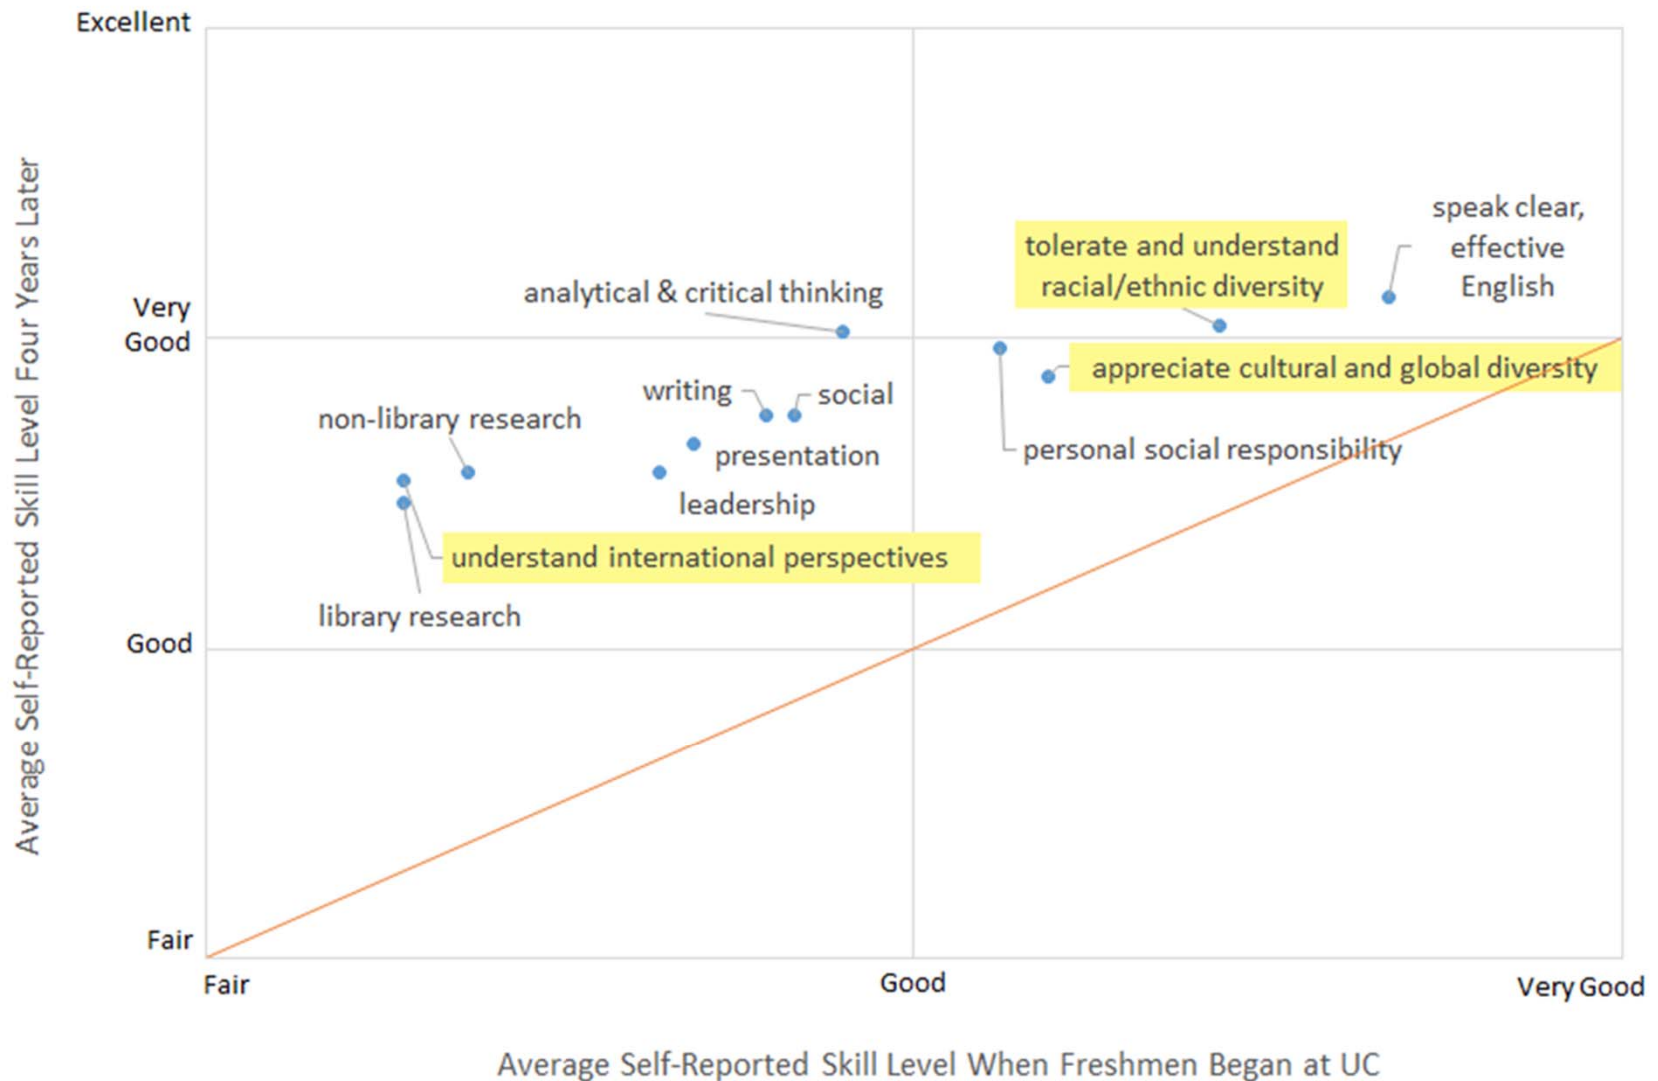 Excellent
Average Self-Reported Skill Level Four Years Later
speak clear,
effective
English
tolerate and understand
racial/ethnic diversity
analytical & critical thinking
Very
Good
appreciate cultural and global diversity
writing
social
non-library research
personal social responsibility
presentation
leadership
understand international perspectives
library research
Good
Fair
Fair
Good
Very Good
Average Self-Reported Skill Level When Freshmen Began at UC